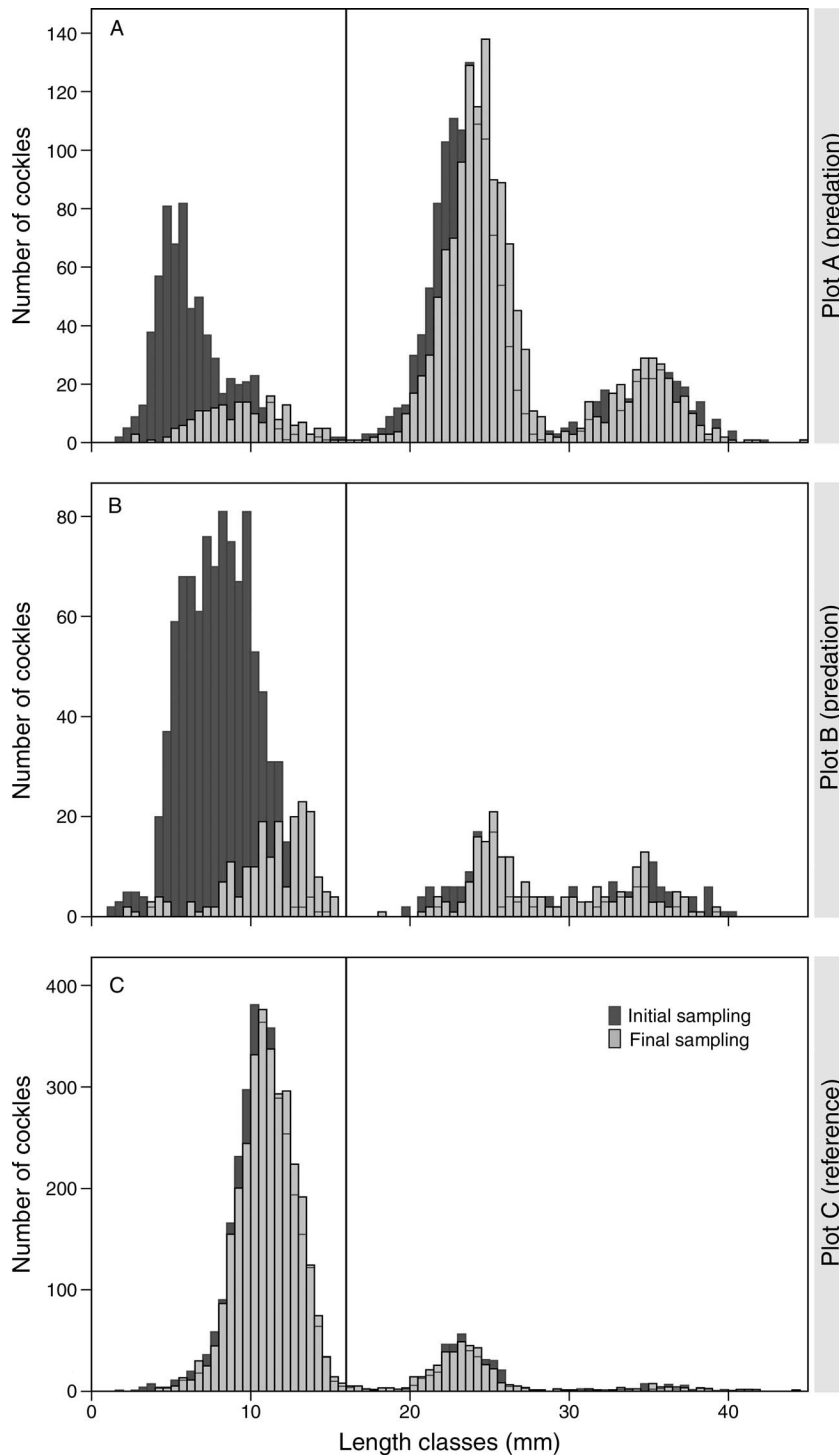 A
140
120
100
80
60
40
20
0
Number of cockles
Plot A (predation)
B
80
60
40
20
0
Number of cockles
Plot B (predation)
C
400
300
200
100
0
Number of cockles
Plot C (reference)
Initial sampling
Final sampling
0 10 20 30 40
Length classes (mm)